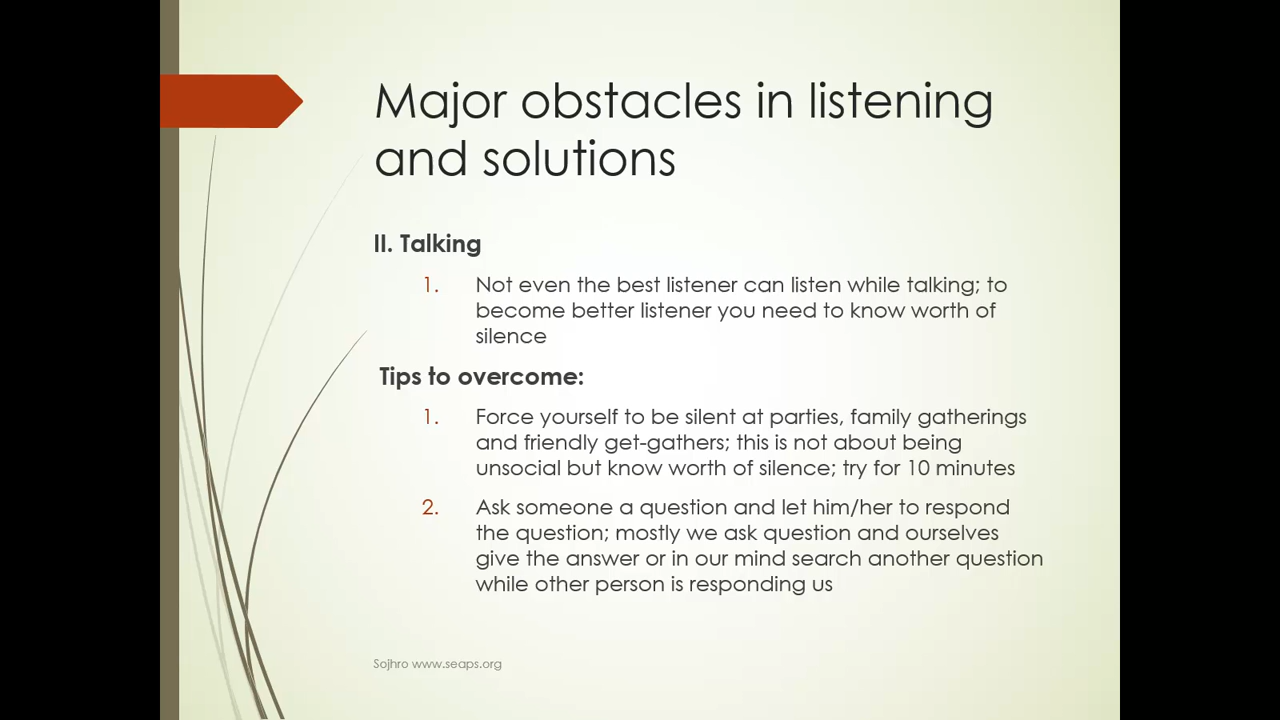 Major obstacles in listening
and solutions
II. Talking
1. Not even the best listener can listen while talking; to
become better listener you need to know worth of
silence
Tips to overcome:
1. Force yourself to be silent at parties, family gatherings
and friendly get-gathers; this is not about being
unsocial but know worth of silence; try for 10 minutes
2. Ask someone a question and let him/her to respond
the question; mostly we ask question and ourselves
give the answer or in our mind search another question
while other person is responding us
Sojhro www.seaps.org